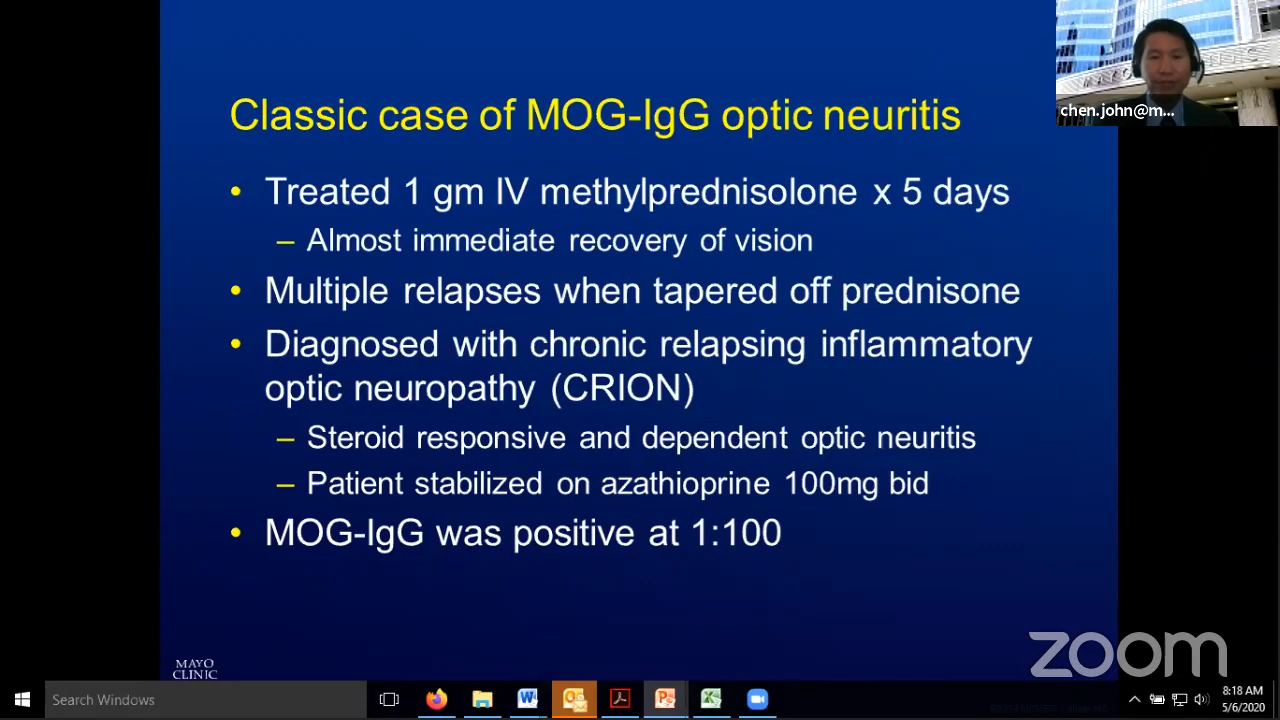 Classic case of MOG-IgG optic neuritis
• Treated 1 gm IV methylprednisolone x 5 days
– Almost immediate recovery of vision
• Multiple relapses when tapered off prednisone
• Diagnosed with chronic relapsing inflammatory
optic neuropathy (CRION)
– Steroid responsive and dependent optic neuritis
– Patient stabilized on azathioprine 100mg bid
• MOG-IgG was positive at 1:100
chen.john@m...
MAYO
CLINIC
zoom
Search Windows
8:18 AM
5/6/2020